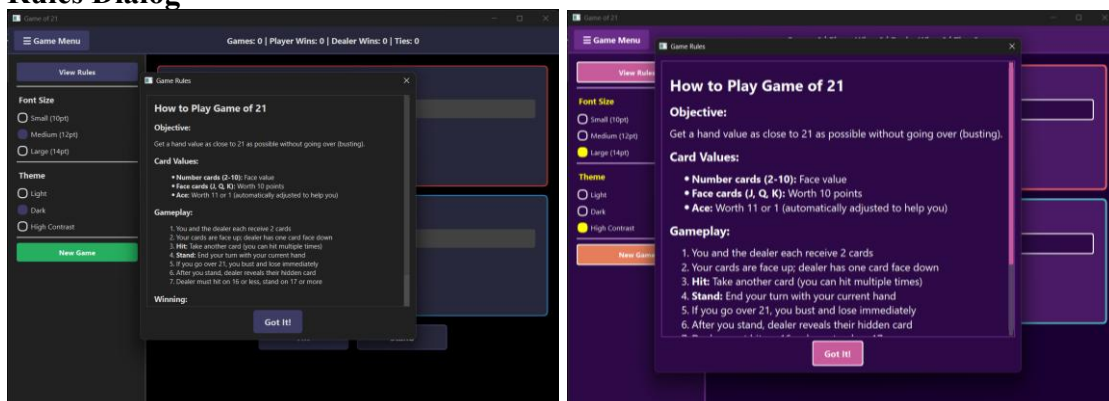 Rules Dialog
Game of 21
☰ Game Menu
Games: 0 | Player Wins: 0 | Dealer Wins: 0 | Ties: 0
View Rules
Font Size
Small (10pt)
Medium (12pt)
Large (14pt)
Theme
Light
Dark
High Contrast
New Game
Game Rules
How to Play Game of 21
Objective:
Get a hand value as close to 21 as possible without going over (busting).
Card Values:
• Number cards (2-10): Face value
• Face cards (J, Q, K): Worth 10 points
• Ace: Worth 11 or 1 (automatically adjusted to help you)
Gameplay:
1. You and the dealer each receive 2 cards
2. Your cards are face up; dealer has one card face down
3. Hit: Take another card (you can hit multiple times)
4. Stand: End your turn with your current hand
5. If you go over 21, you bust and lose immediately
6. After you stand, dealer reveals their hidden card
7. Dealer must hit on 16 or less, stand on 17 or more
Winning:
Got It!
Game of 21
☰ Game Menu
View Rules
Font Size
Small (10pt)
Medium (12pt)
Large (14pt)
Theme
Light
Dark
High Contrast
New Game
Game Rules
How to Play Game of 21
Objective:
Get a hand value as close to 21 as possible without going over (busting).
Card Values:
• Number cards (2-10): Face value
• Face cards (J, Q, K): Worth 10 points
• Ace: Worth 11 or 1 (automatically adjusted to help you)
Gameplay:
1. You and the dealer each receive 2 cards
2. Your cards are face up; dealer has one card face down
3. Hit: Take another card (you can hit multiple times)
4. Stand: End your turn with your current hand
5. If you go over 21, you bust and lose immediately
6. After you stand, dealer reveals their hidden card
Got It!